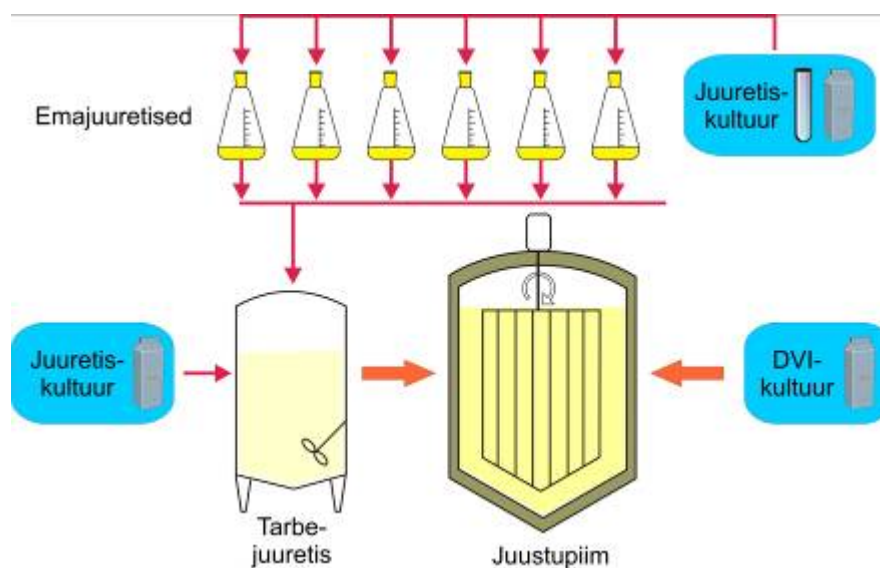 Emajuuretised
Juuretis-
kultuur
Juuretis-
kultuur
DVI-
kultuur
Tarbe-
juuretis
Juustupiim